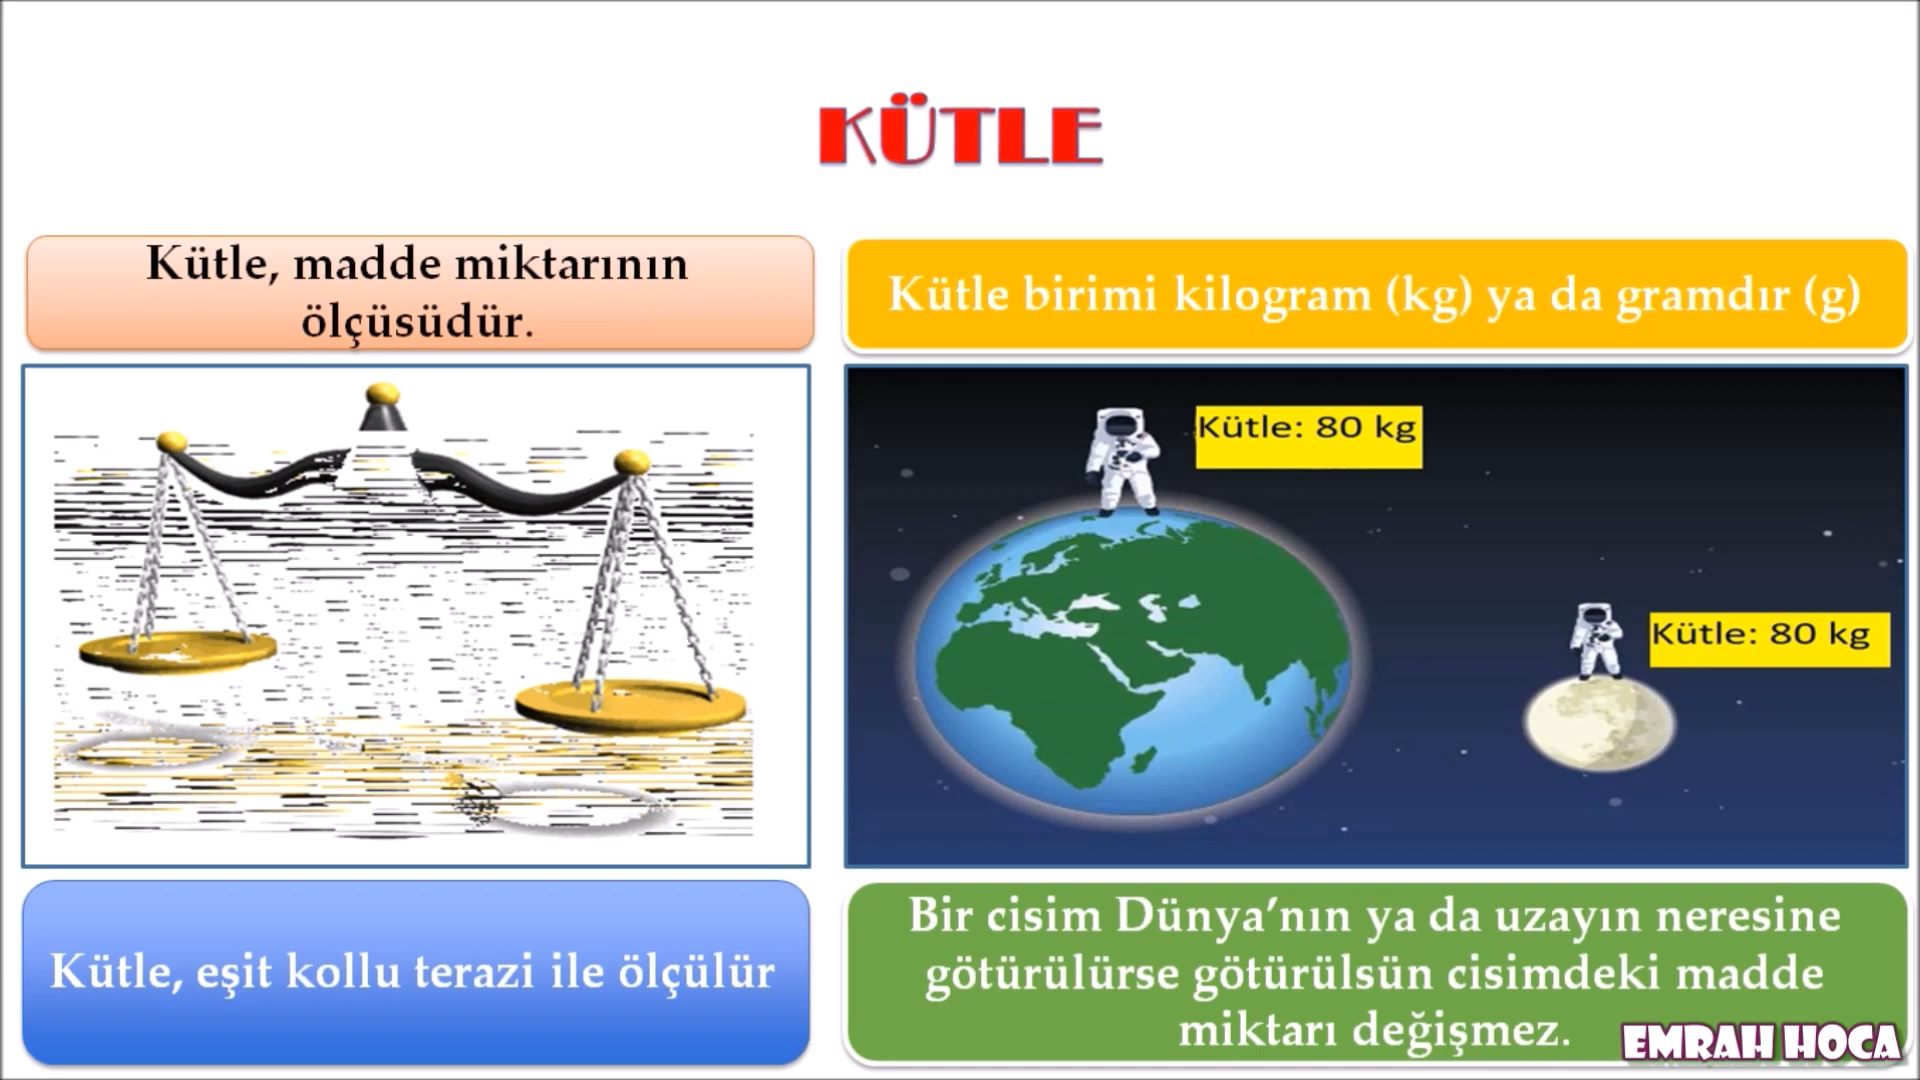 KÜTLE
Kütle, madde miktarının
ölçüsüdür.
Kütle birimi kilogram (kg) ya da gramdır (g)
Kütle: 80 kg
Kütle: 80 kg
Kütle, eşit kollu terazi ile ölçülür
Bir cisim Dünya’nın ya da uzayın neresine
götürülürse götürülsün cisimdeki madde
miktarı değişmez.
EMRAH HOCA